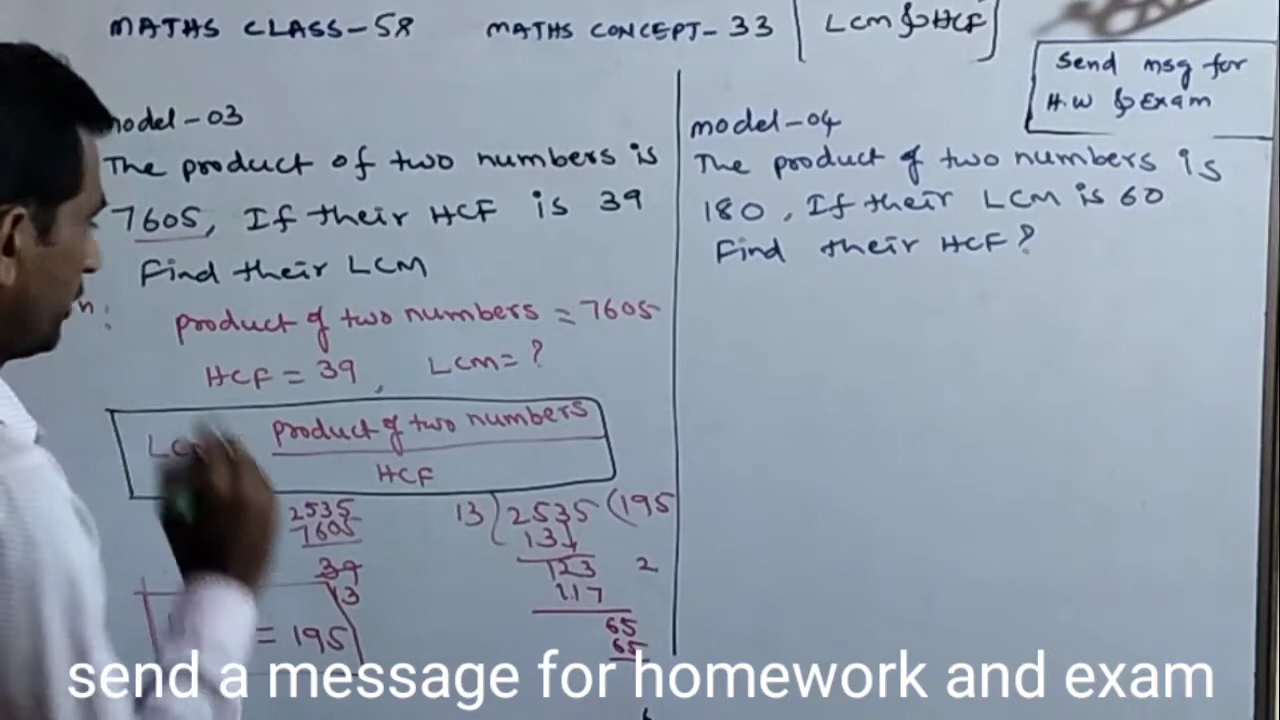 MATHS CLASS-58
MATHS CONCEPT-33
LCM & HCF
Send msg for
H.W & Exam
model-03
The product of two numbers is
7605, If their HCF is 39
Find their LCM
product of two numbers = 7605
HCF = 39, LCM = ?
product of two numbers
HCF
2535
7605
39
13
= 195
13) 2535 (195
13
123 2
117
65
65
model-04
The product of two numbers is
180, If their LCM is 60
Find their HCF?
send a message for homework and exam